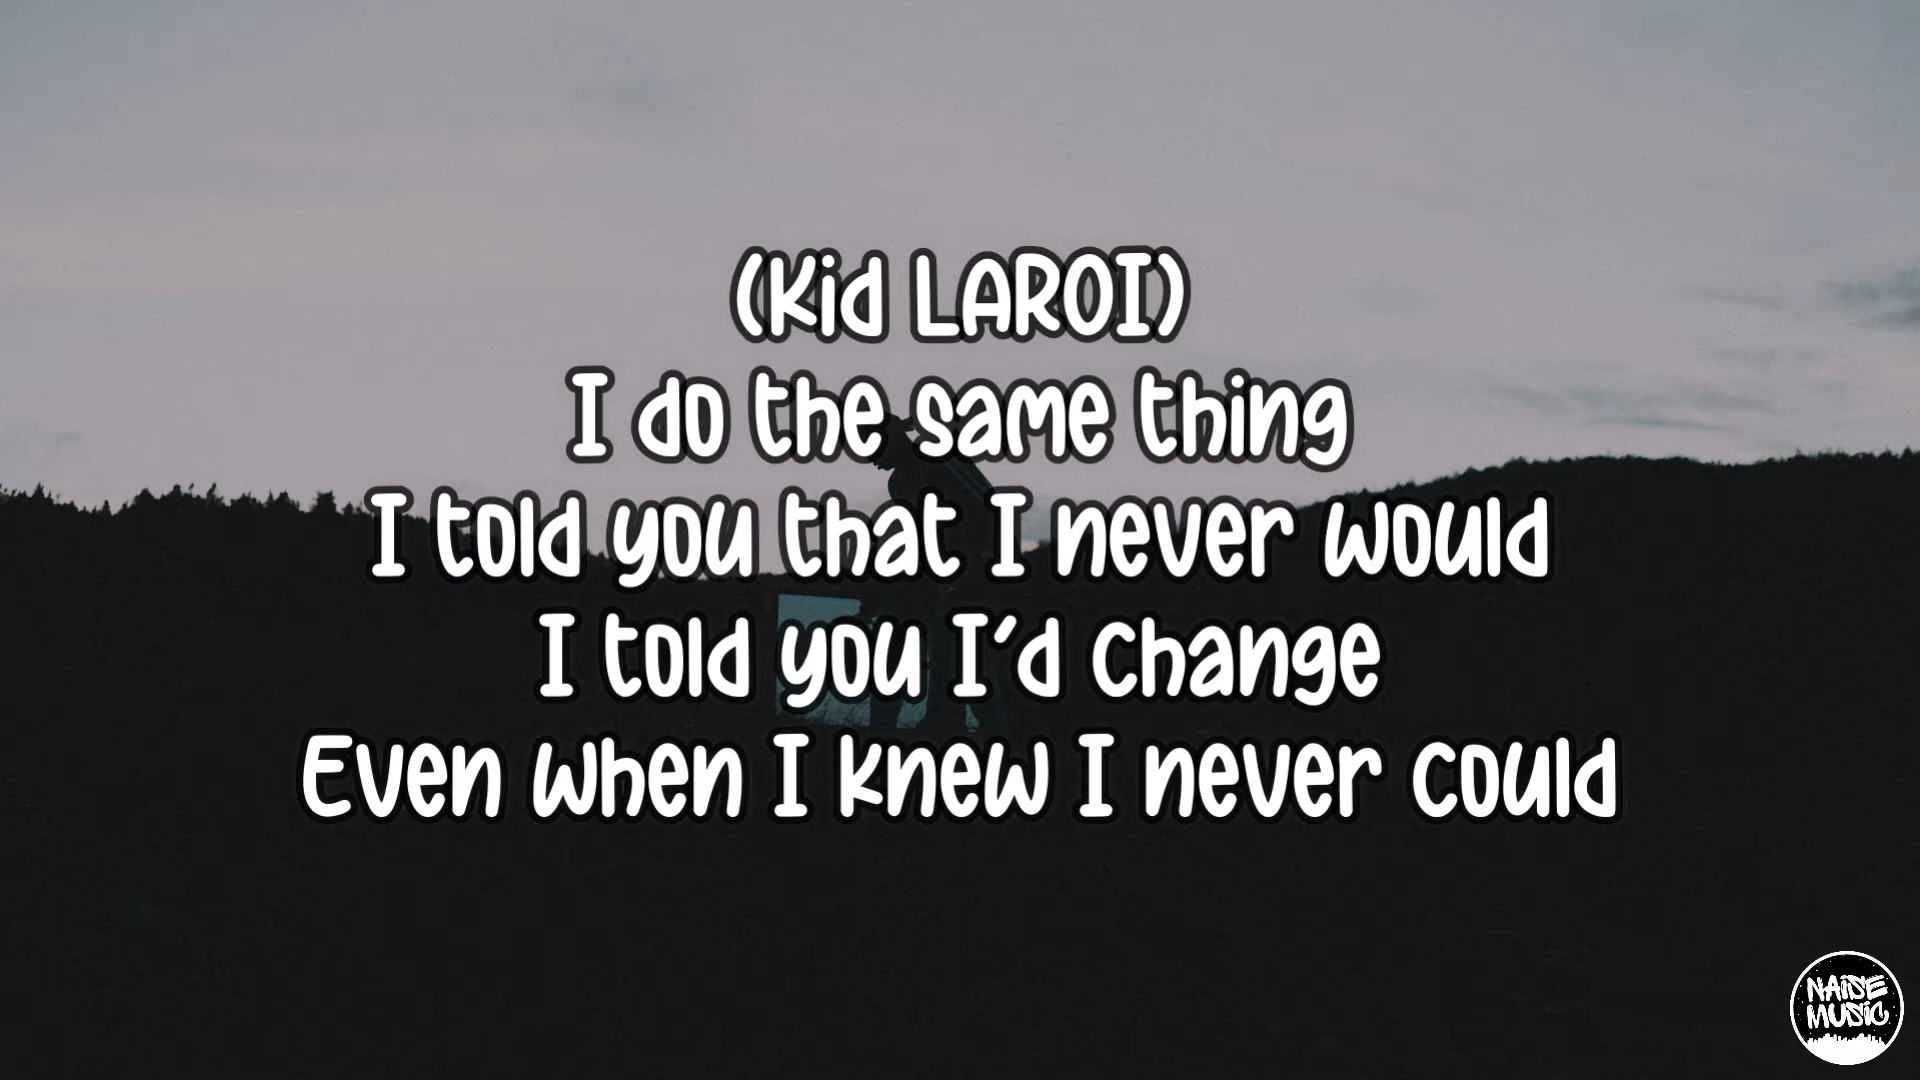 (Kid LAROI)
I do the same thing
I told you that I never would
I told you I'd change
Even when I knew I never could
NAISE
MUSIC